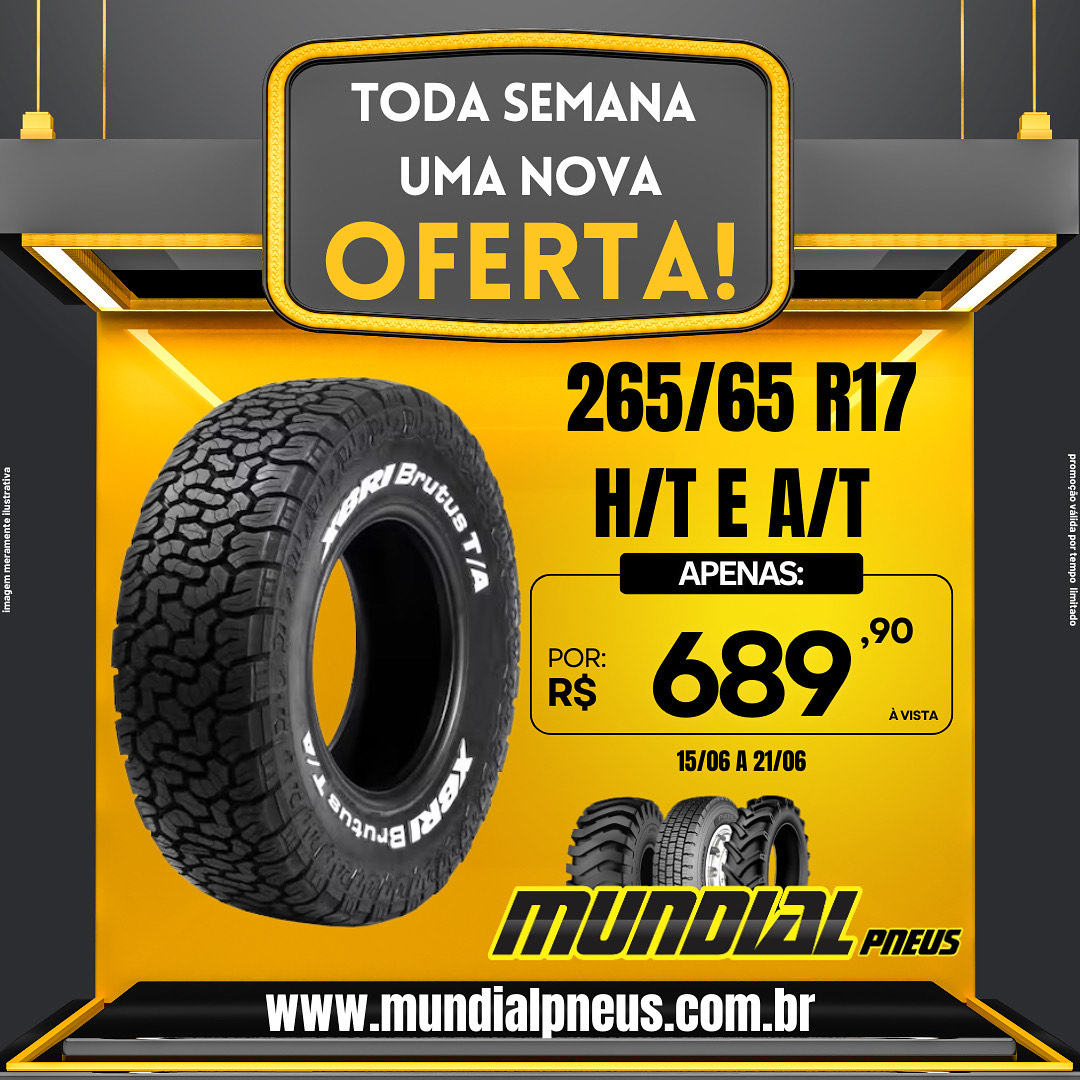 TODA SEMANA
UMA NOVA
OFERTA!
265/65 R17
H/T E A/T
APENAS:
POR:
R$ 689,90
À VISTA
15/06 A 21/06
XBRI Brutus T/A
XBRI Brutus T/A
MUNDIAL PNEUS
www.mundialpneus.com.br
imagem meramente ilustrativa
promoção válida por tempo limitado